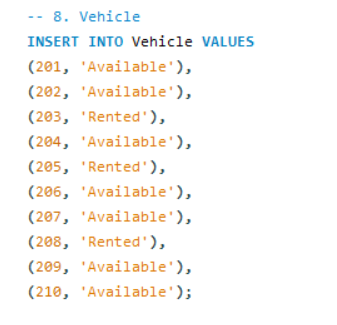 -- 8. Vehicle
INSERT INTO Vehicle VALUES
(201, 'Available'),
(202, 'Available'),
(203, 'Rented'),
(204, 'Available'),
(205, 'Rented'),
(206, 'Available'),
(207, 'Available'),
(208, 'Rented'),
(209, 'Available'),
(210, 'Available');